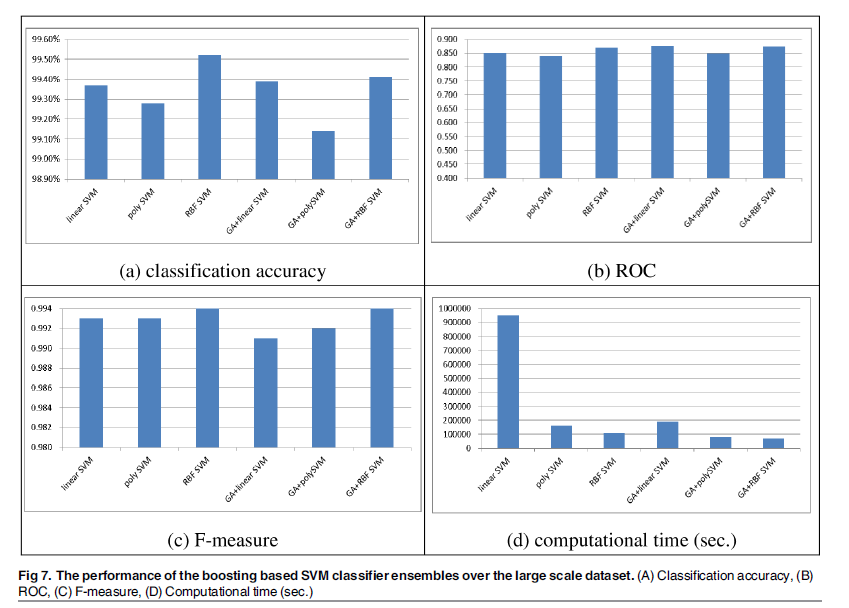 99.60%
99.50%
99.40%
99.30%
99.20%
99.10%
99.00%
98.90%
linear SVM
poly SVM
RBF SVM
GA+linear SVM
GA+polySVM
GA+RBF SVM
(a) classification accuracy
0.900
0.850
0.800
0.750
0.700
0.650
0.600
0.550
0.500
0.450
0.400
linear SVM
poly SVM
RBF SVM
GA+linear SVM
GA+polySVM
GA+RBF SVM
(b) ROC
0.994
0.992
0.990
0.988
0.986
0.984
0.982
0.980
linear SVM
poly SVM
RBF SVM
GA+linear SVM
GA+polySVM
GA+RBF SVM
(c) F-measure
1000000
900000
800000
700000
600000
500000
400000
300000
200000
100000
0
linear SVM
poly SVM
RBF SVM
GA+linear SVM
GA+polySVM
GA+RBF SVM
(d) computational time (sec.)
Fig 7. The performance of the boosting based SVM classifier ensembles over the large scale dataset. (A) Classification accuracy, (B)
ROC, (C) F-measure, (D) Computational time (sec.)